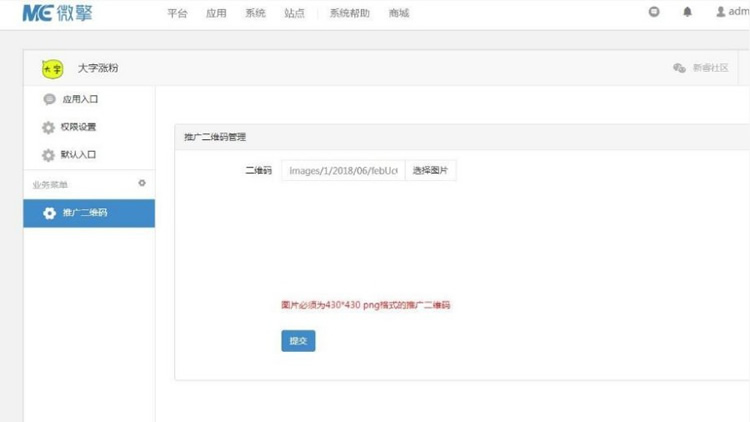 ME微擎
平台 应用 系统 站点 系统帮助 商城 adm
大字 大字涨粉 新睿社区
应用入口
权限设置
默认入口
业务菜单
推广二维码
推广二维码管理
二维码 images/1/2018/06/febUc 选择图片
图片必须为430*430 png格式的推广二维码
提交